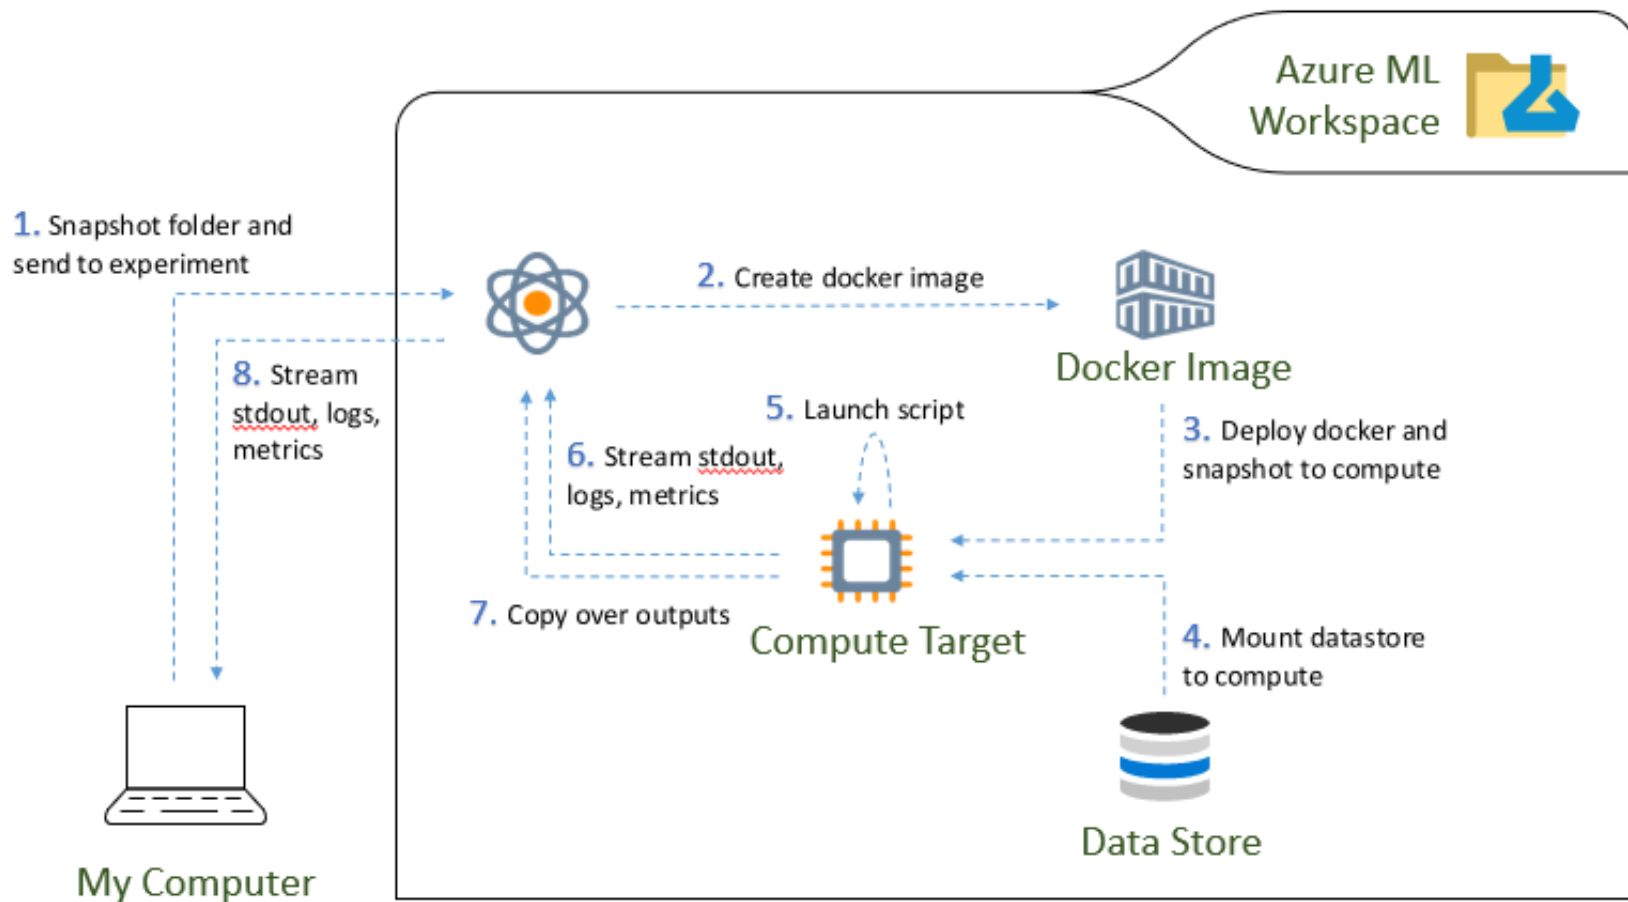 Azure ML
Workspace
1. Snapshot folder and
send to experiment
2. Create docker image
Docker Image
8. Stream
stdout, logs,
metrics
5. Launch script
3. Deploy docker and
snapshot to compute
6. Stream stdout,
logs, metrics
7. Copy over outputs
Compute Target
4. Mount datastore
to compute
Data Store
My Computer